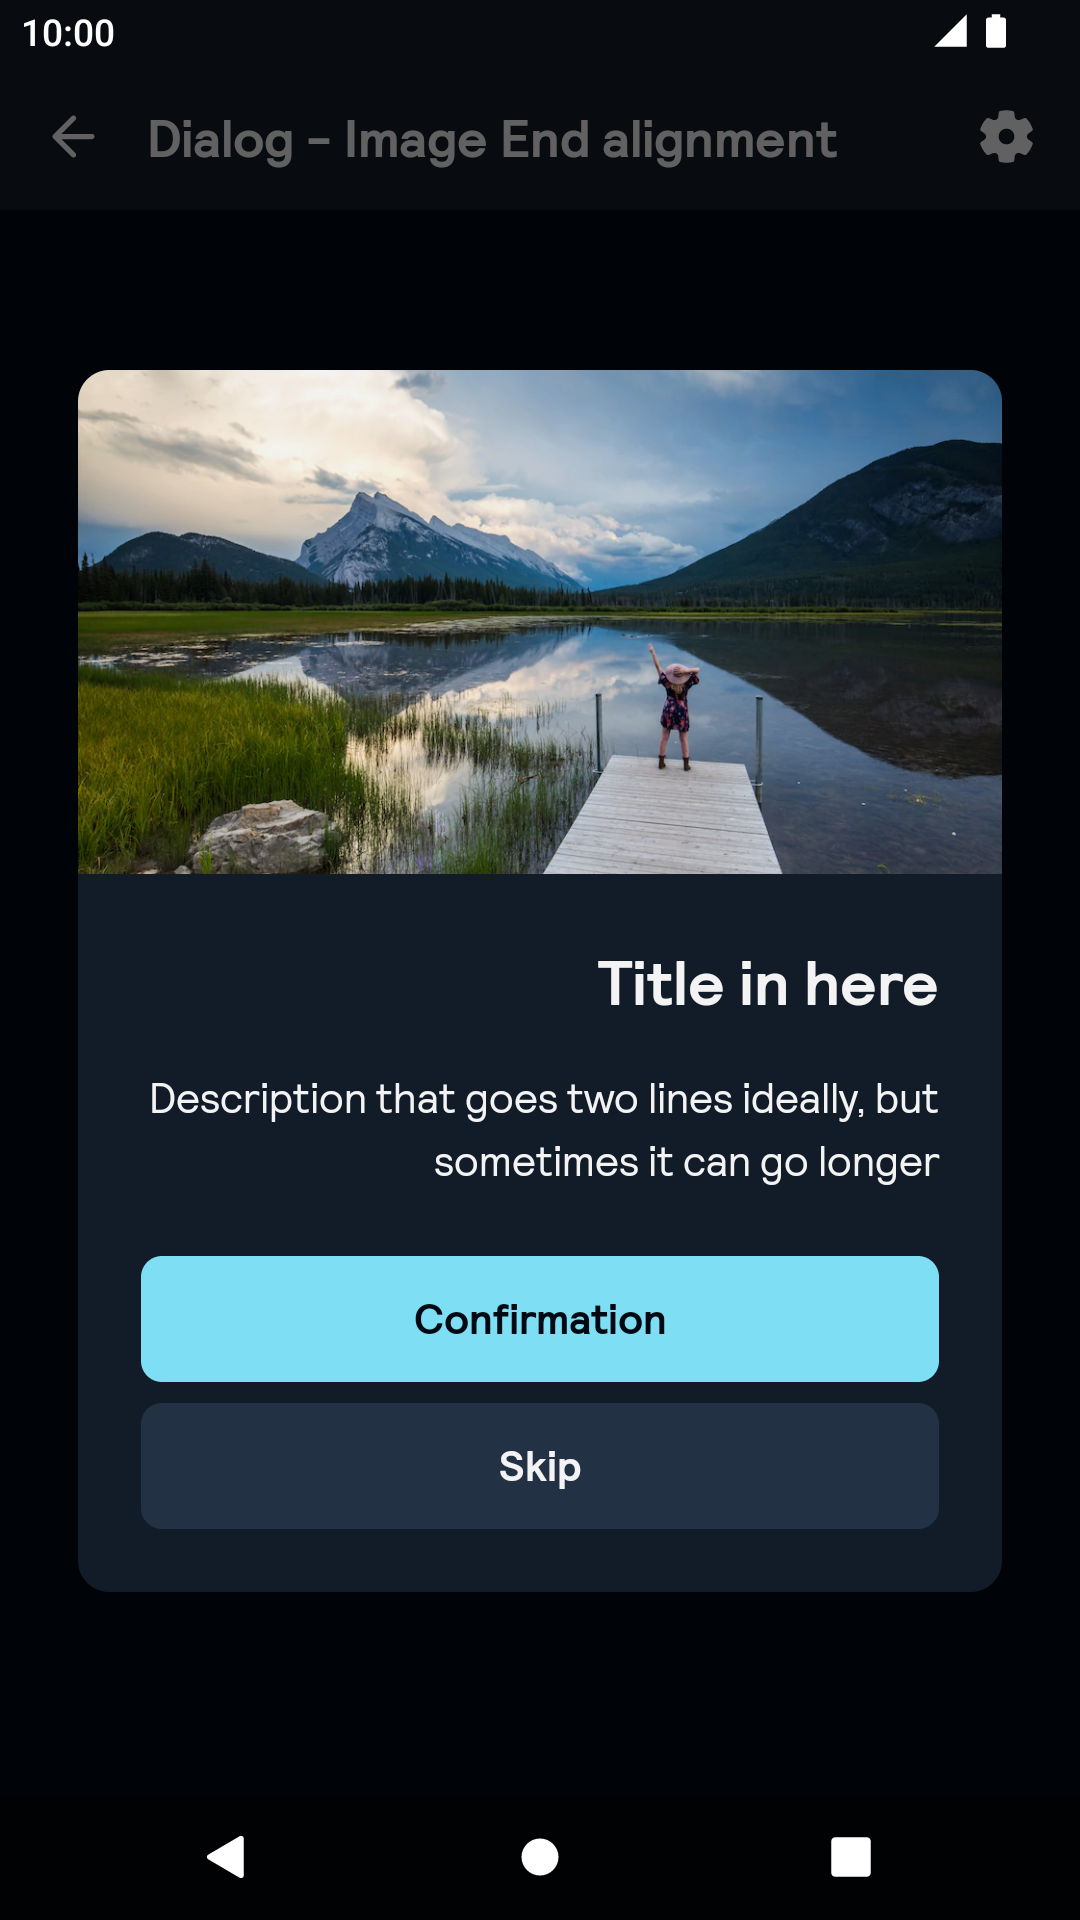 10:00
Dialog - Image End alignment
Title in here
Description that goes two lines ideally, but
sometimes it can go longer
Confirmation
Skip